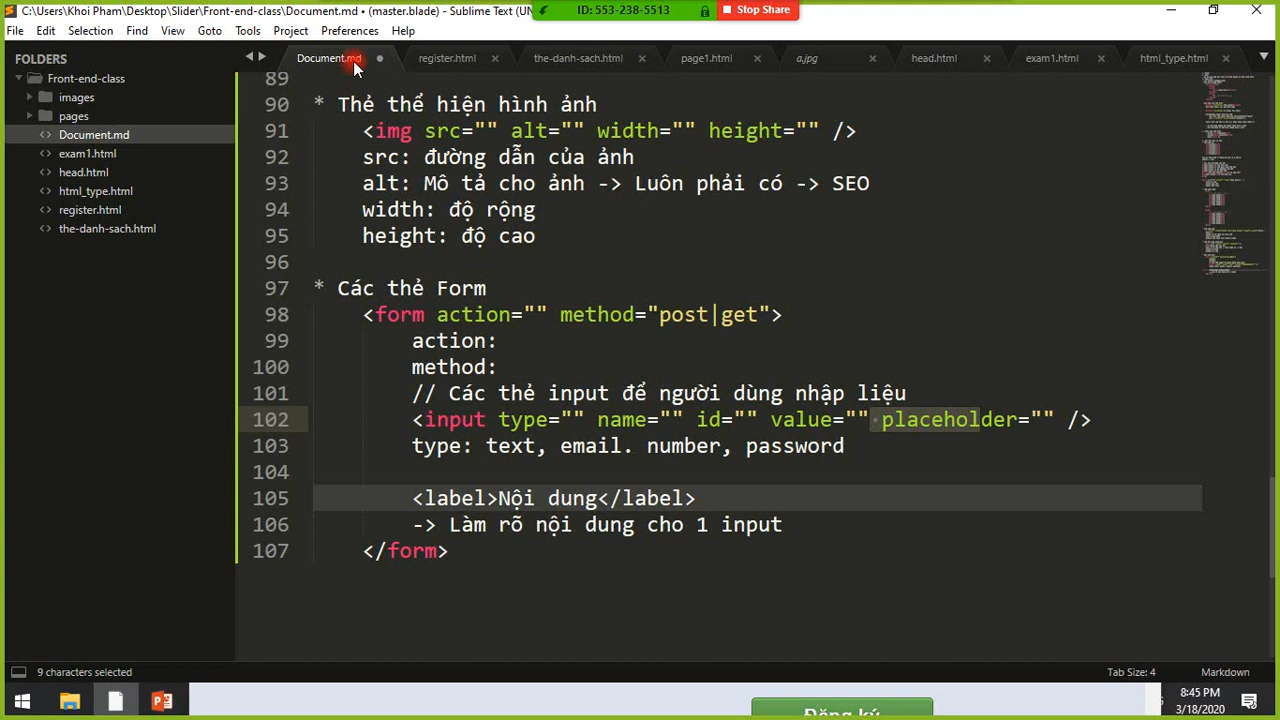 C:\Users\Khoi Pham\Desktop\Slider\Front-end-class\Document.md • (master.blade) - Sublime Text (UN
ID: 553-238-5513
Stop Share
File Edit Selection Find View Goto Tools Project Preferences Help
FOLDERS
Front-end-class
images
pages
Document.md
exam1.html
head.html
html_type.html
register.html
the-danh-sach.html
Document.md register.html the-danh-sach.html page1.html a.jpg head.html exam1.html html_type.html
89
90 * Thẻ thể hiện hình ảnh
91 <img src="" alt="" width="" height="" />
92 src: đường dẫn của ảnh
93 alt: Mô tả cho ảnh -> Luôn phải có -> SEO
94 width: độ rộng
95 height: độ cao
96
97 * Các thẻ Form
98 <form action="" method="post|get">
99 action:
100 method:
101 // Các thẻ input để người dùng nhập liệu
102 <input type="" name="" id="" value="" placeholder="" />
103 type: text, email. number, password
104
105 <label>Nội dung</label>
106 -> Làm rõ nội dung cho 1 input
107 </form>
9 characters selected
Tab Size: 4
Markdown
Đăng ký
8:45 PM
3/18/2020